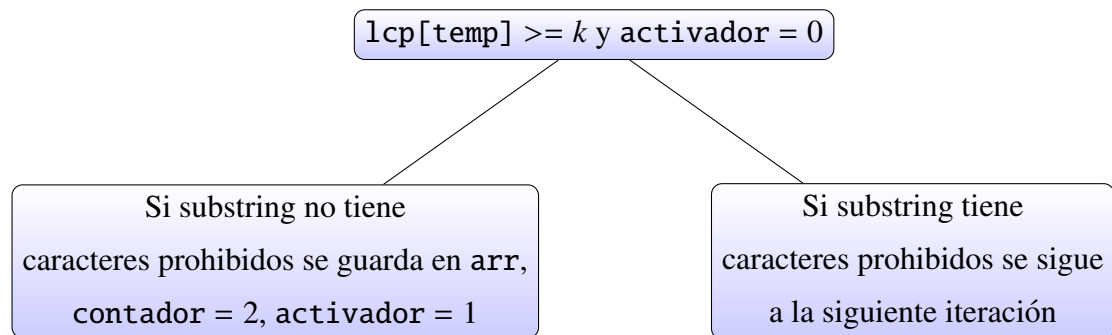 lcp[temp] >= k y activador = 0
Si substring no tiene
caracteres prohibidos se guarda en arr,
contador = 2, activador = 1
Si substring tiene
caracteres prohibidos se sigue
a la siguiente iteración